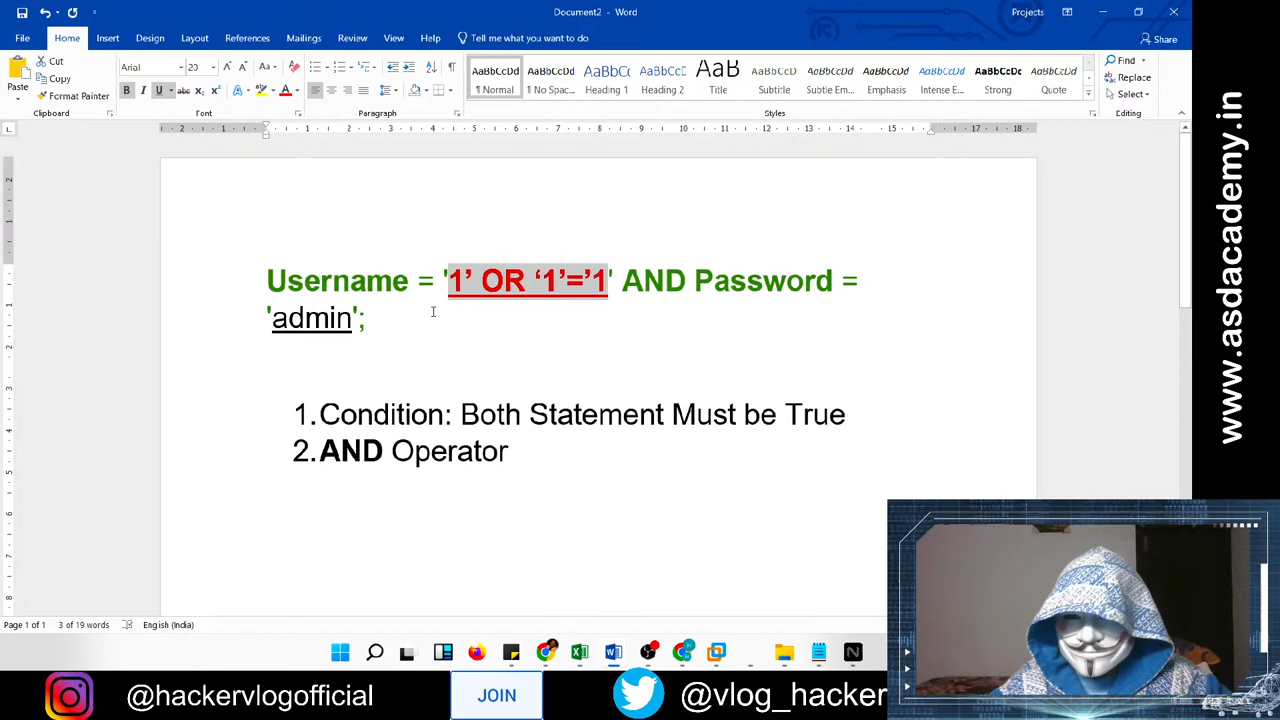 Document2 - Word
Projects
File Home Insert Design Layout References Mailings Review View Help Tell me what you want to do
Share
Paste
Cut
Copy
Format Painter
Clipboard
Arial 20
Font
Paragraph
AaBbCcDd ¶ Normal
AaBbCcDd ¶ No Spac...
AaBbC( Heading 1
AaBbCcE Heading 2
AaB Title
AaBbCcD Subtitle
AaBbCcDd Subtle Em...
AaBbCcDd Emphasis
AaBbCcDd Intense E...
AaBbCcDc Strong
AaBbCcDd Quote
Styles
Find
Replace
Select
Editing
Username = '1’ OR ‘1’=’1' AND Password =
'admin';
1.Condition: Both Statement Must be True
2.AND Operator
Page 1 of 1 3 of 19 words English (India)
www.asdacademy.in
@hackervlogofficial
JOIN
@vlog_hacker